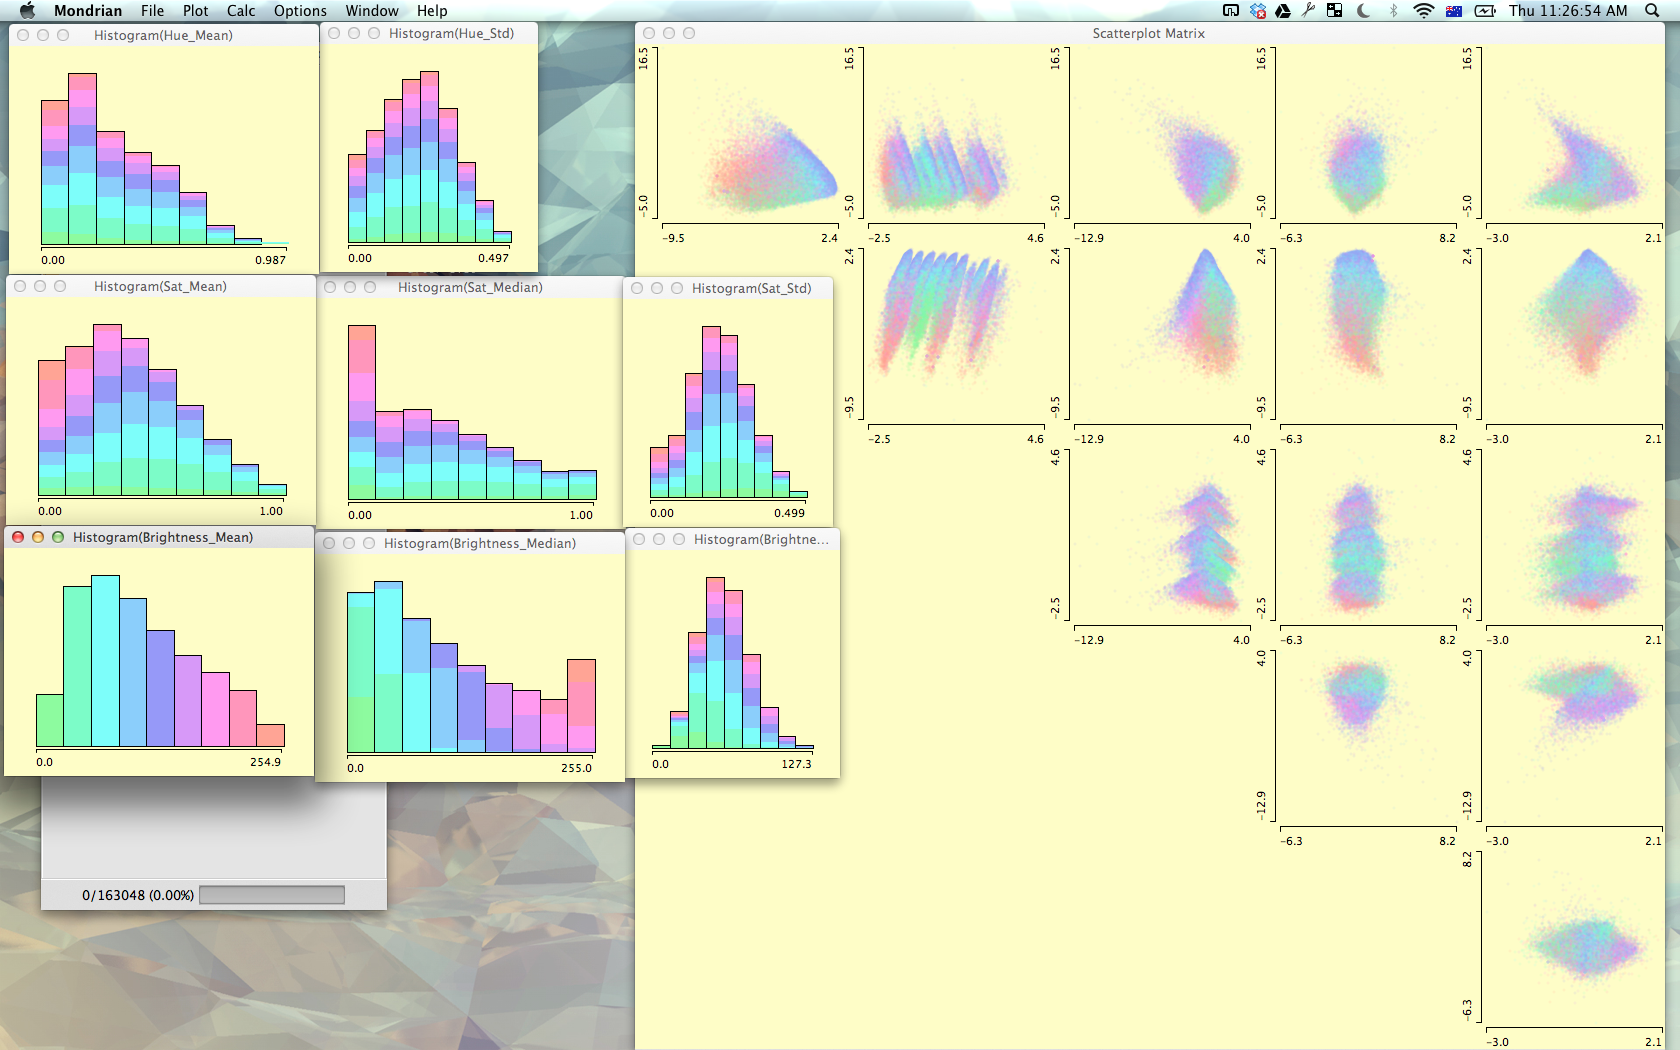 Mondrian File Plot Calc Options Window Help
Thu 11:26:54 AM
Histogram(Hue_Mean)
0.00 0.987
Histogram(Hue_Std)
0.00 0.497
Histogram(Sat_Mean)
0.00 1.00
Histogram(Sat_Median)
0.00 1.00
Histogram(Sat_Std)
0.00 0.499
Histogram(Brightness_Mean)
0.0 254.9
Histogram(Brightness_Median)
0.0 255.0
Histogram(Brightne...
0.0 127.3
0/163048 (0.00%)
Scatterplot Matrix
16.5 16.5 16.5 16.5 16.5
-5.0 -5.0 -5.0 -5.0 -5.0
-9.5 2.4 -2.5 4.6 -12.9 4.0 -6.3 8.2 -3.0 2.1
2.4 2.4 2.4 2.4
-9.5 -9.5 -9.5 -9.5
-2.5 4.6 -12.9 4.0 -6.3 8.2 -3.0 2.1
4.6 4.6 4.6
-2.5 -2.5 -2.5
-12.9 4.0 -6.3 8.2 -3.0 2.1
4.0 4.0
-12.9 -12.9
-6.3 8.2 -3.0 2.1
8.2
-6.3
-3.0 2.1